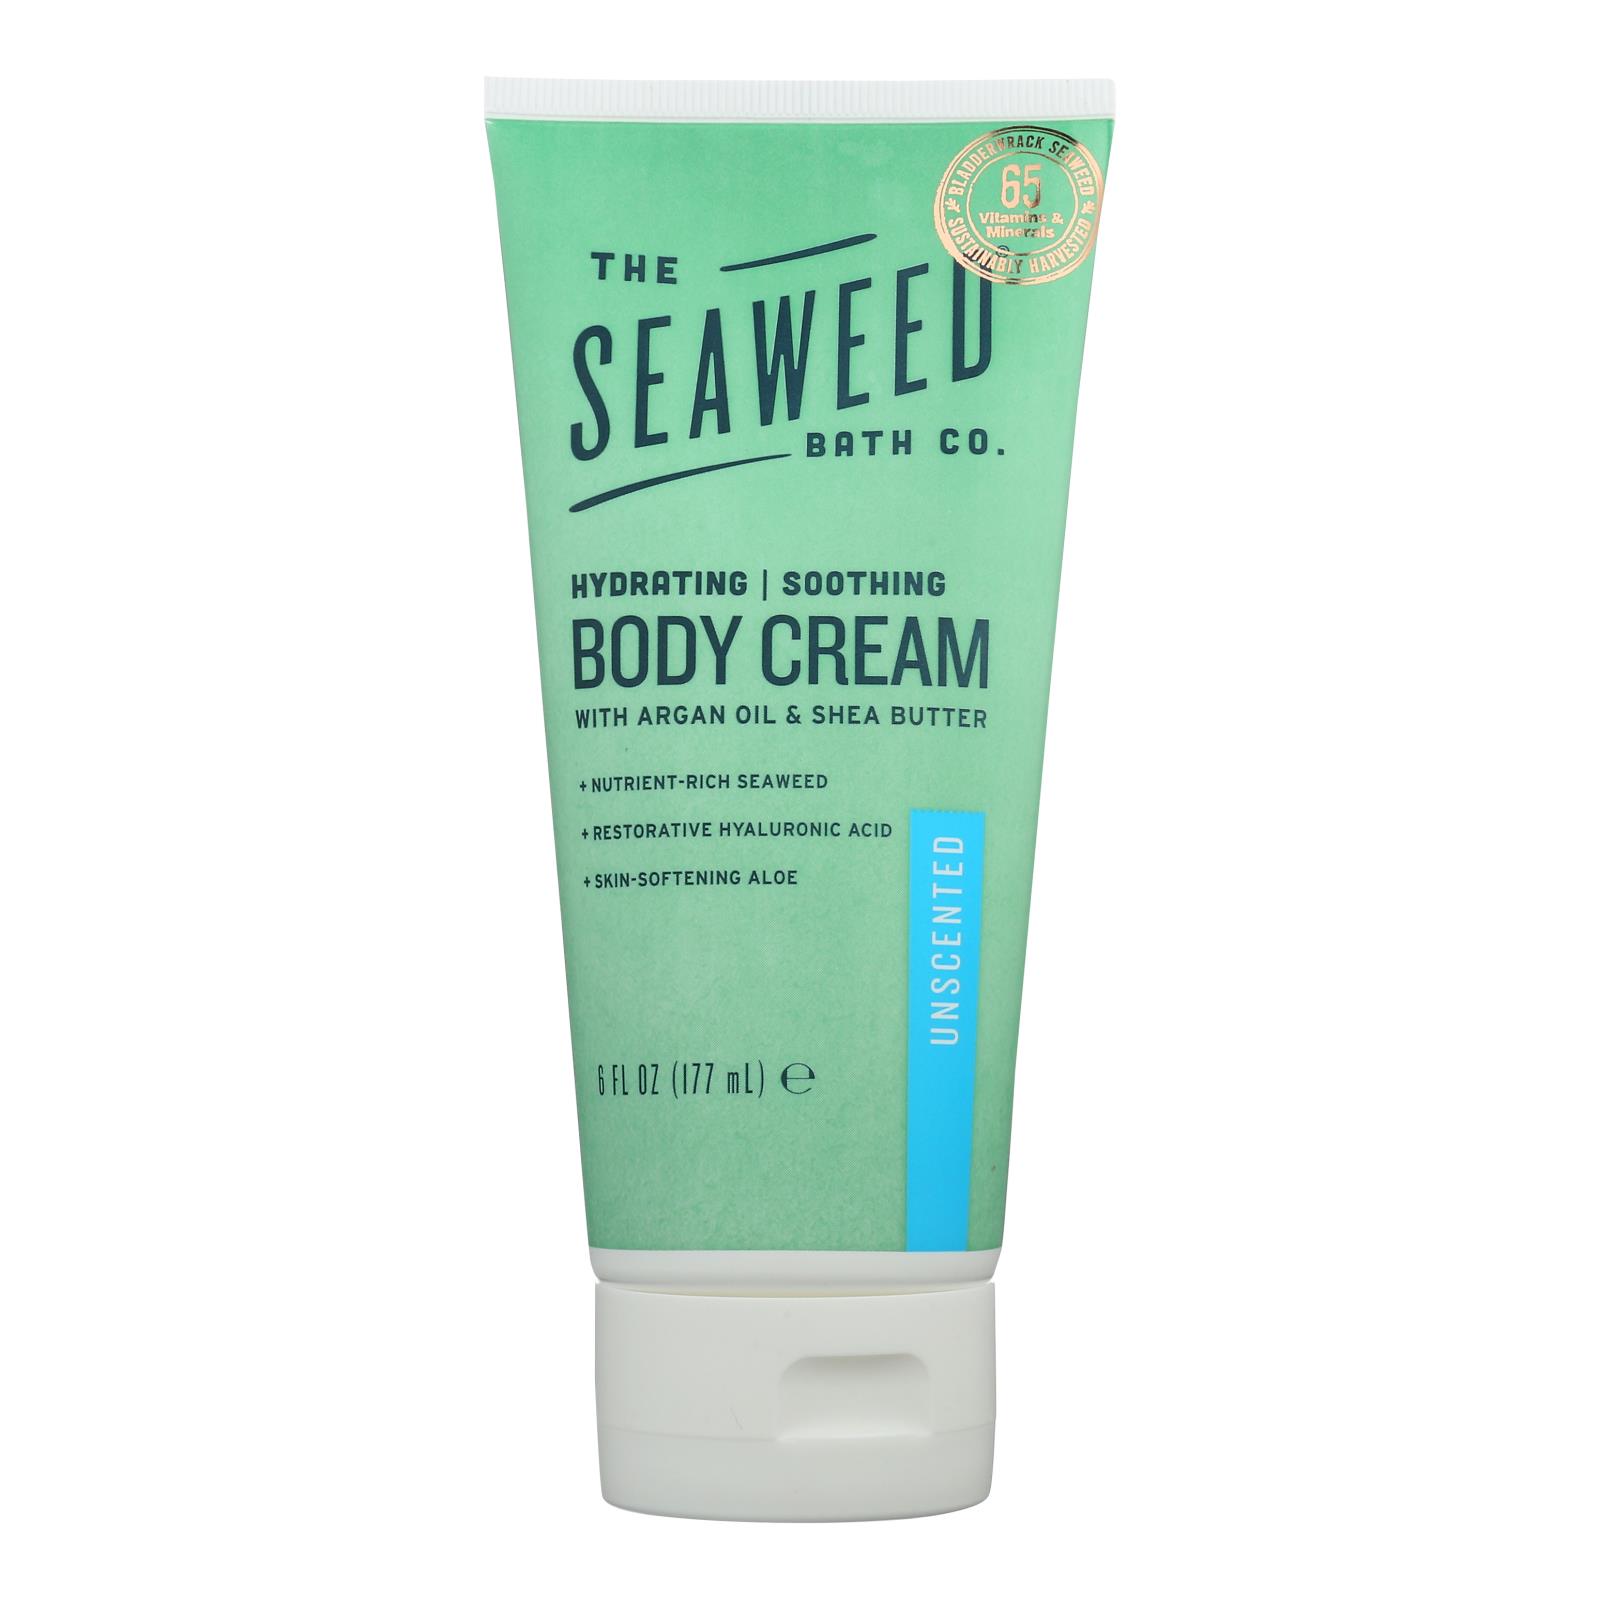 BLADDERWRACK SEAWEED
65
Vitamins &
Minerals
SUSTAINABLY HARVESTED
THE
SEAWEED®
BATH CO.
HYDRATING | SOOTHING
BODY CREAM
WITH ARGAN OIL & SHEA BUTTER
+ NUTRIENT-RICH SEAWEED
+ RESTORATIVE HYALURONIC ACID
+ SKIN-SOFTENING ALOE
UNSCENTED
6 FL OZ (177 mL) ℮